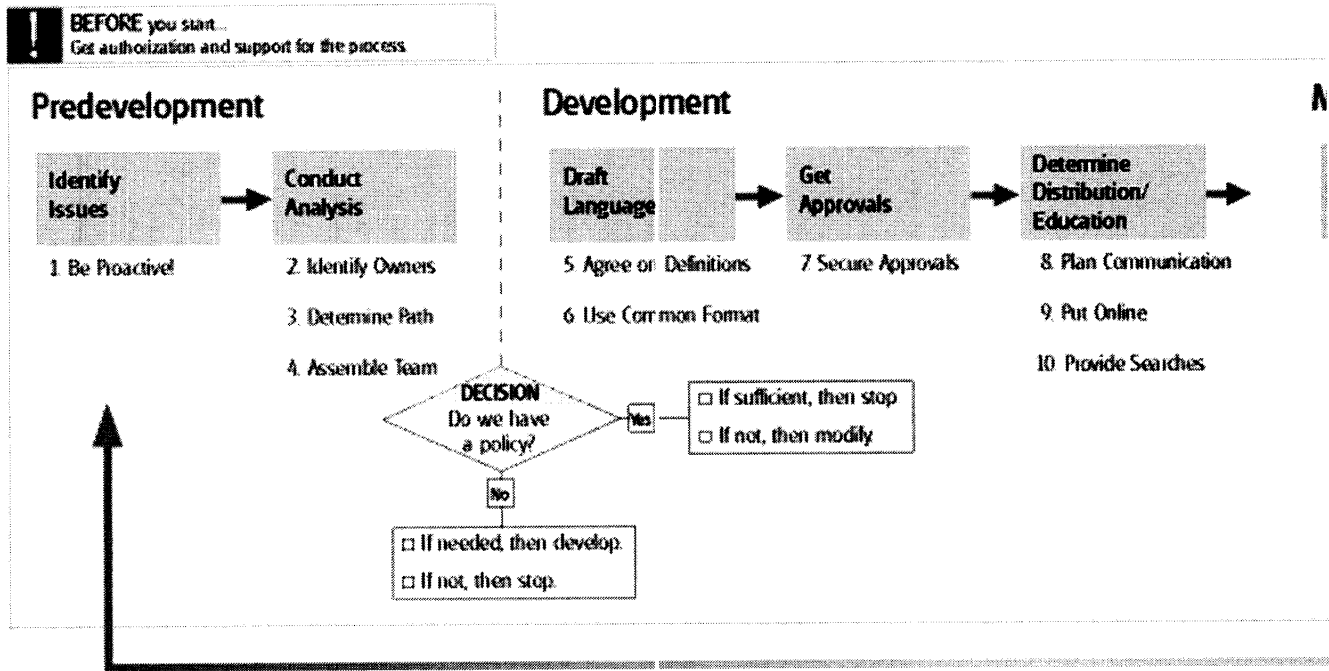 BEFORE you start...
Get authorization and support for the process.
Predevelopment
Development
Identify
Issues
Conduct
Analysis
Draft
Language
Get
Approvals
Determine
Distribution/
Education
1. Be Proactive!
2. Identify Owners
3. Determine Path
4. Assemble Team
5. Agree on Definitions
6. Use Common Format
7. Secure Approvals
8. Plan Communication
9. Put Online
10. Provide Searches
DECISION
Do we have
a policy?
Yes
□ If sufficient, then stop
□ If not, then modify
No
□ If needed, then develop.
□ If not, then stop.